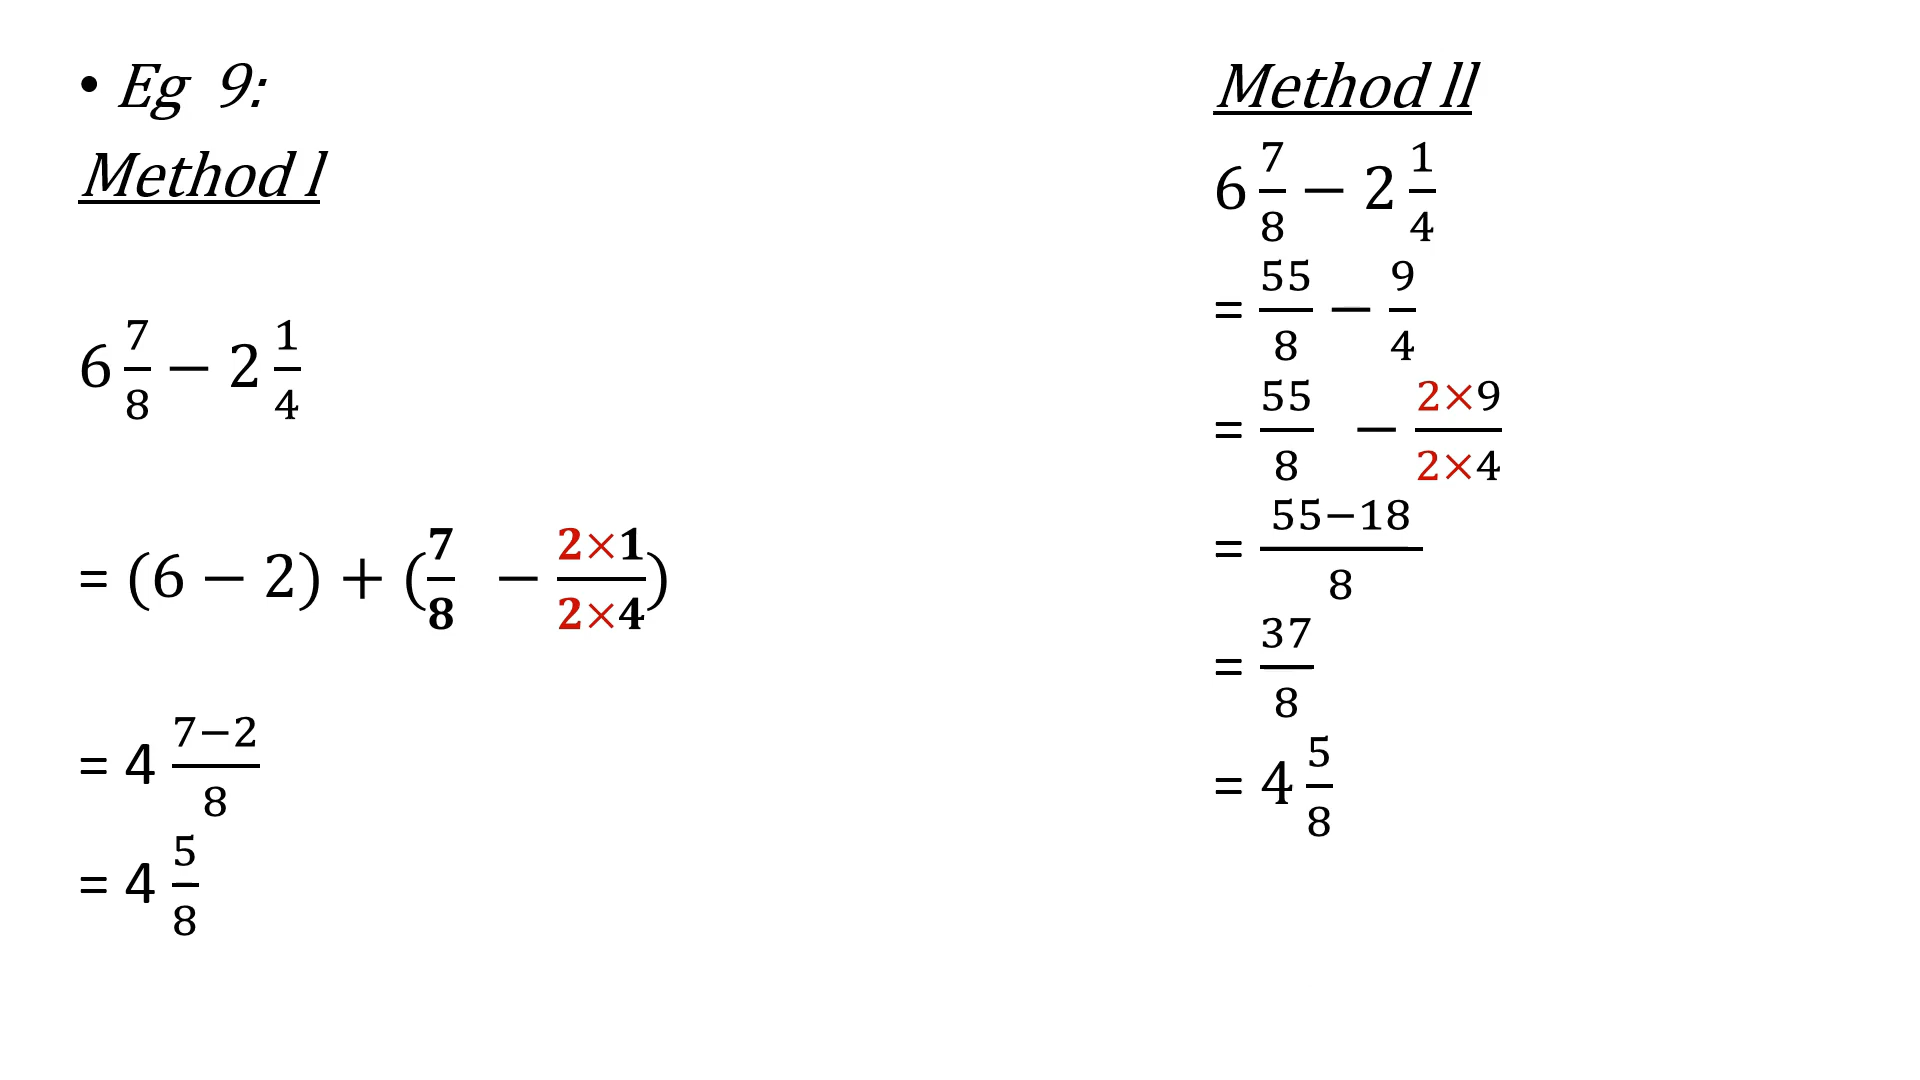 • Eg 9:
Method l
6 7/8 − 2 1/4
= (6 − 2) + (7/8 − 2×1/2×4)
= 4 7−2/8
= 4 5/8
Method ll
6 7/8 − 2 1/4
= 55/8 − 9/4
= 55/8 − 2×9/2×4
= 55−18/8
= 37/8
= 4 5/8